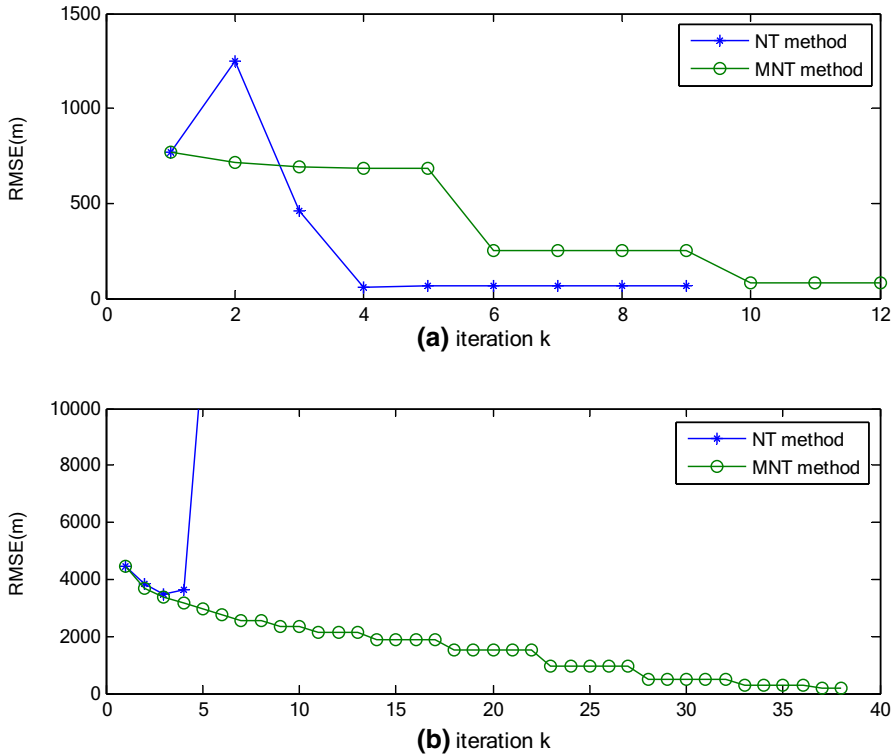 1500
1000
500
0
RMSE(m)
NT method
MNT method
0 2 4 6 8 10 12
(a) iteration k
10000
8000
6000
4000
2000
0
RMSE(m)
NT method
MNT method
0 5 10 15 20 25 30 35 40
(b) iteration k